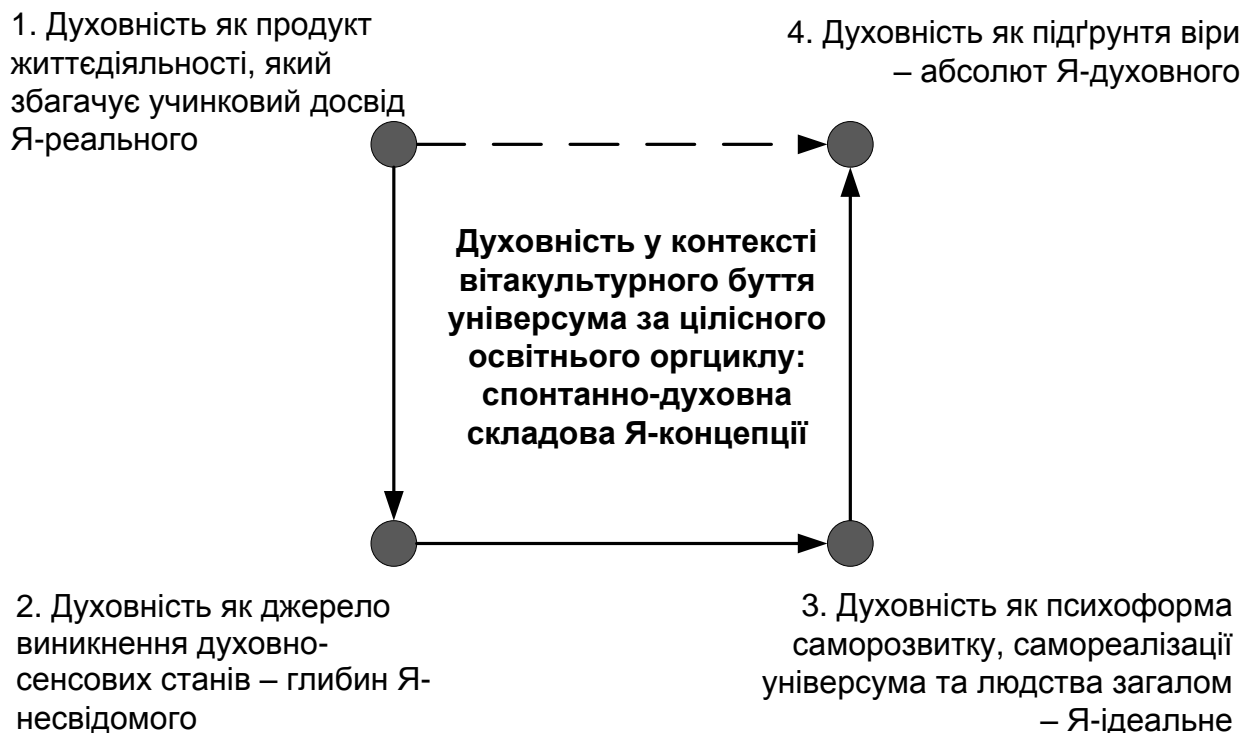 1. Духовність як продукт
життєдіяльності, який
збагачує учинковий досвід
Я-реального
4. Духовність як підґрунтя віри
– абсолют Я-духовного
Духовність у контексті
вітакультурного буття
універсума за цілісного
освітнього оргциклу:
спонтанно-духовна
складова Я-концепції
2. Духовність як джерело
виникнення духовно-
сенсових станів – глибин Я-
несвідомого
3. Духовність як психоформа
саморозвитку, самореалізації
універсума та людства загалом
– Я-ідеальне